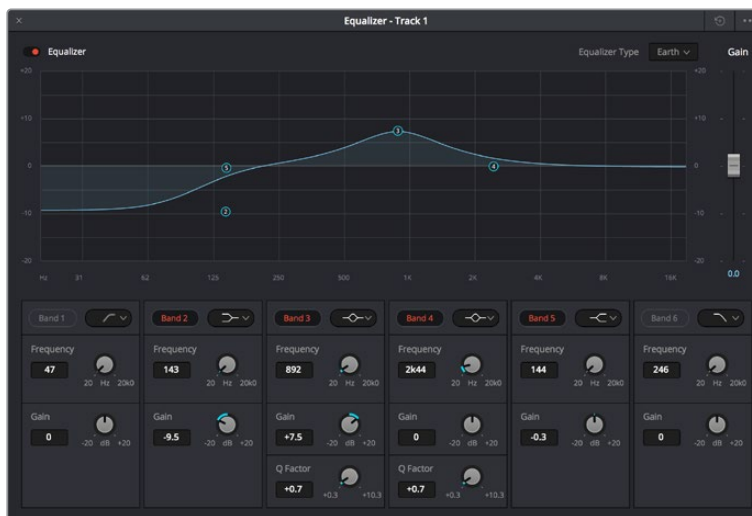 × Equalizer - Track 1
Equalizer Equalizer Type Earth Gain
+20 +20 +20
+10 +10
0 5 3 4 0
-10 2 -10
-20 -20 -20
Hz 31 62 125 250 500 1K 2K 4K 8K 16K 0.0
Band 1 Band 2 Band 3 Band 4 Band 5 Band 6
Frequency Frequency Frequency Frequency Frequency Frequency
47 143 892 2k44 144 246
20 Hz 20k0 20 Hz 20k0 20 Hz 20k0 20 Hz 20k0 20 Hz 20k0 20 Hz 20k0
Gain Gain Gain Gain Gain Gain
0 -9.5 +7.5 0 -0.3 0
-20 dB +20 -20 dB +20 -20 dB +20 -20 dB +20 -20 dB +20 -20 dB +20
Q Factor Q Factor
+0.7 +0.7
+0.3 +10.3 +0.3 +10.3